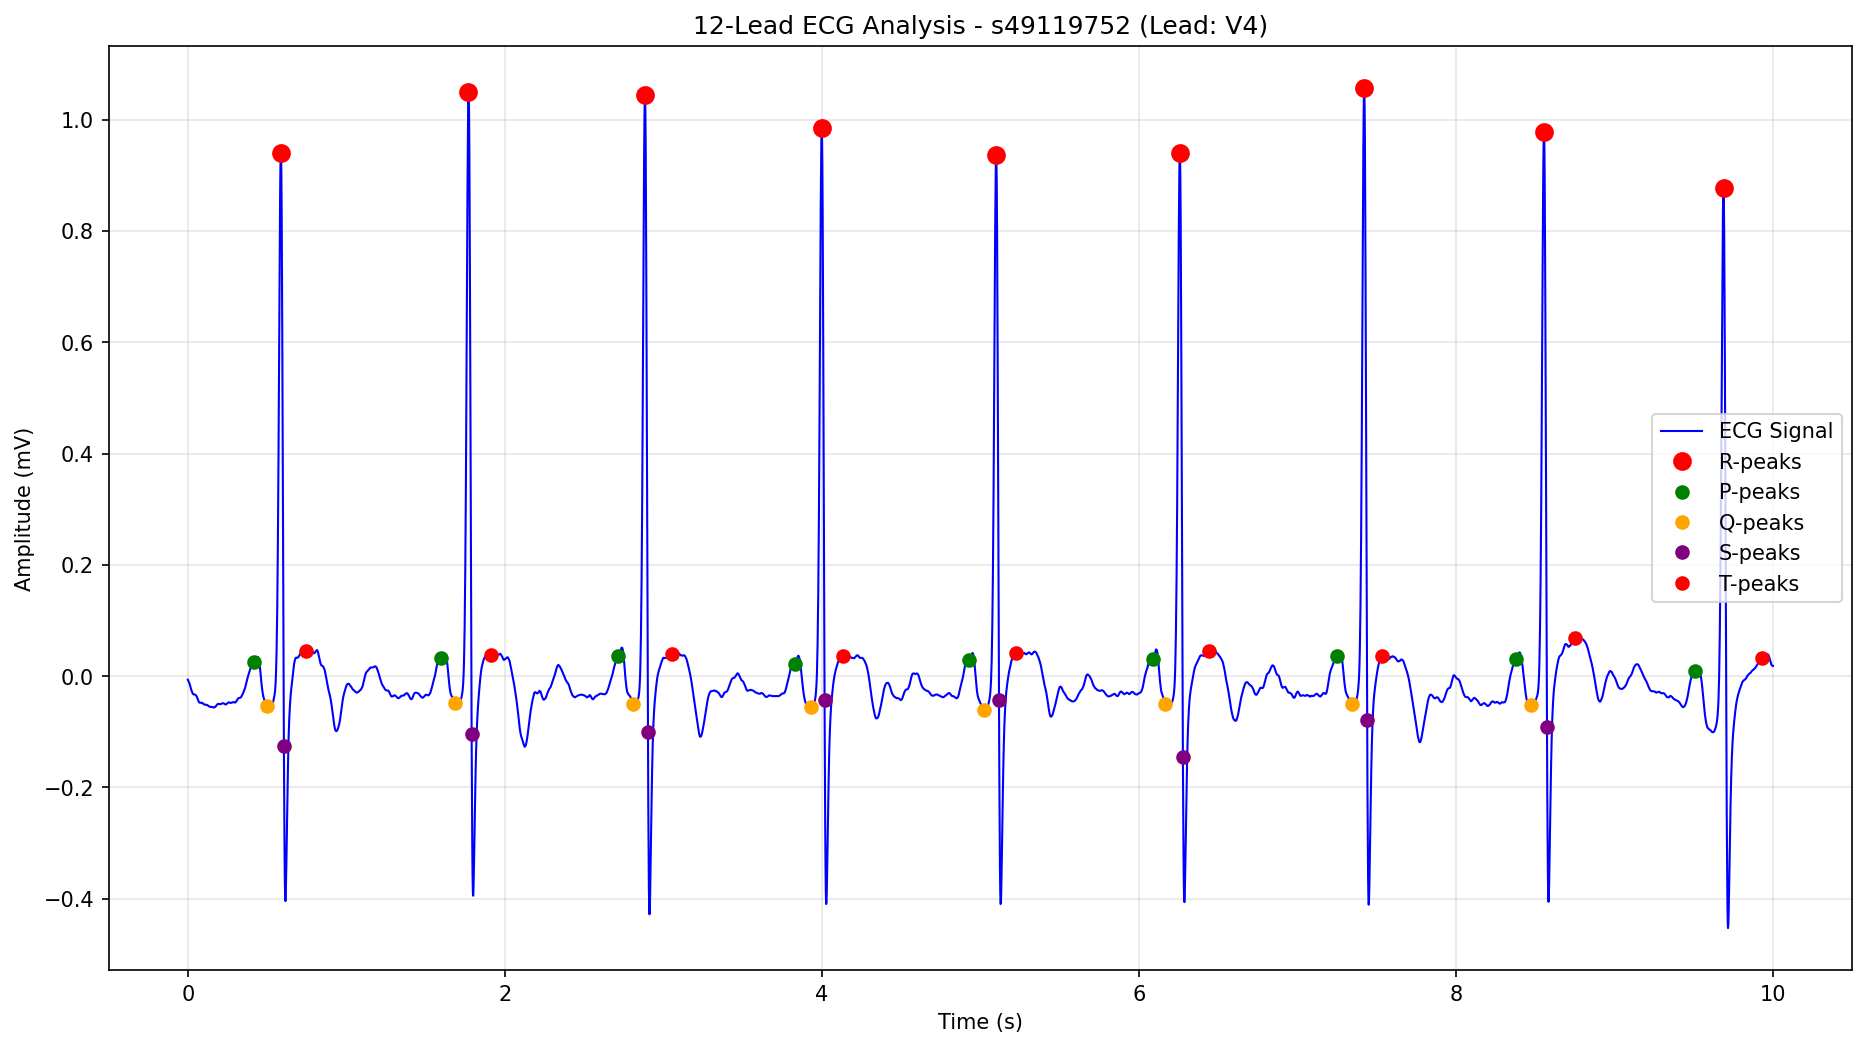 12-Lead ECG Analysis - s49119752 (Lead: V4)
Amplitude (mV)
1.0
0.8
0.6
0.4
0.2
0.0
−0.2
−0.4
ECG Signal
R-peaks
P-peaks
Q-peaks
S-peaks
T-peaks
0 2 4 6 8 10
Time (s)